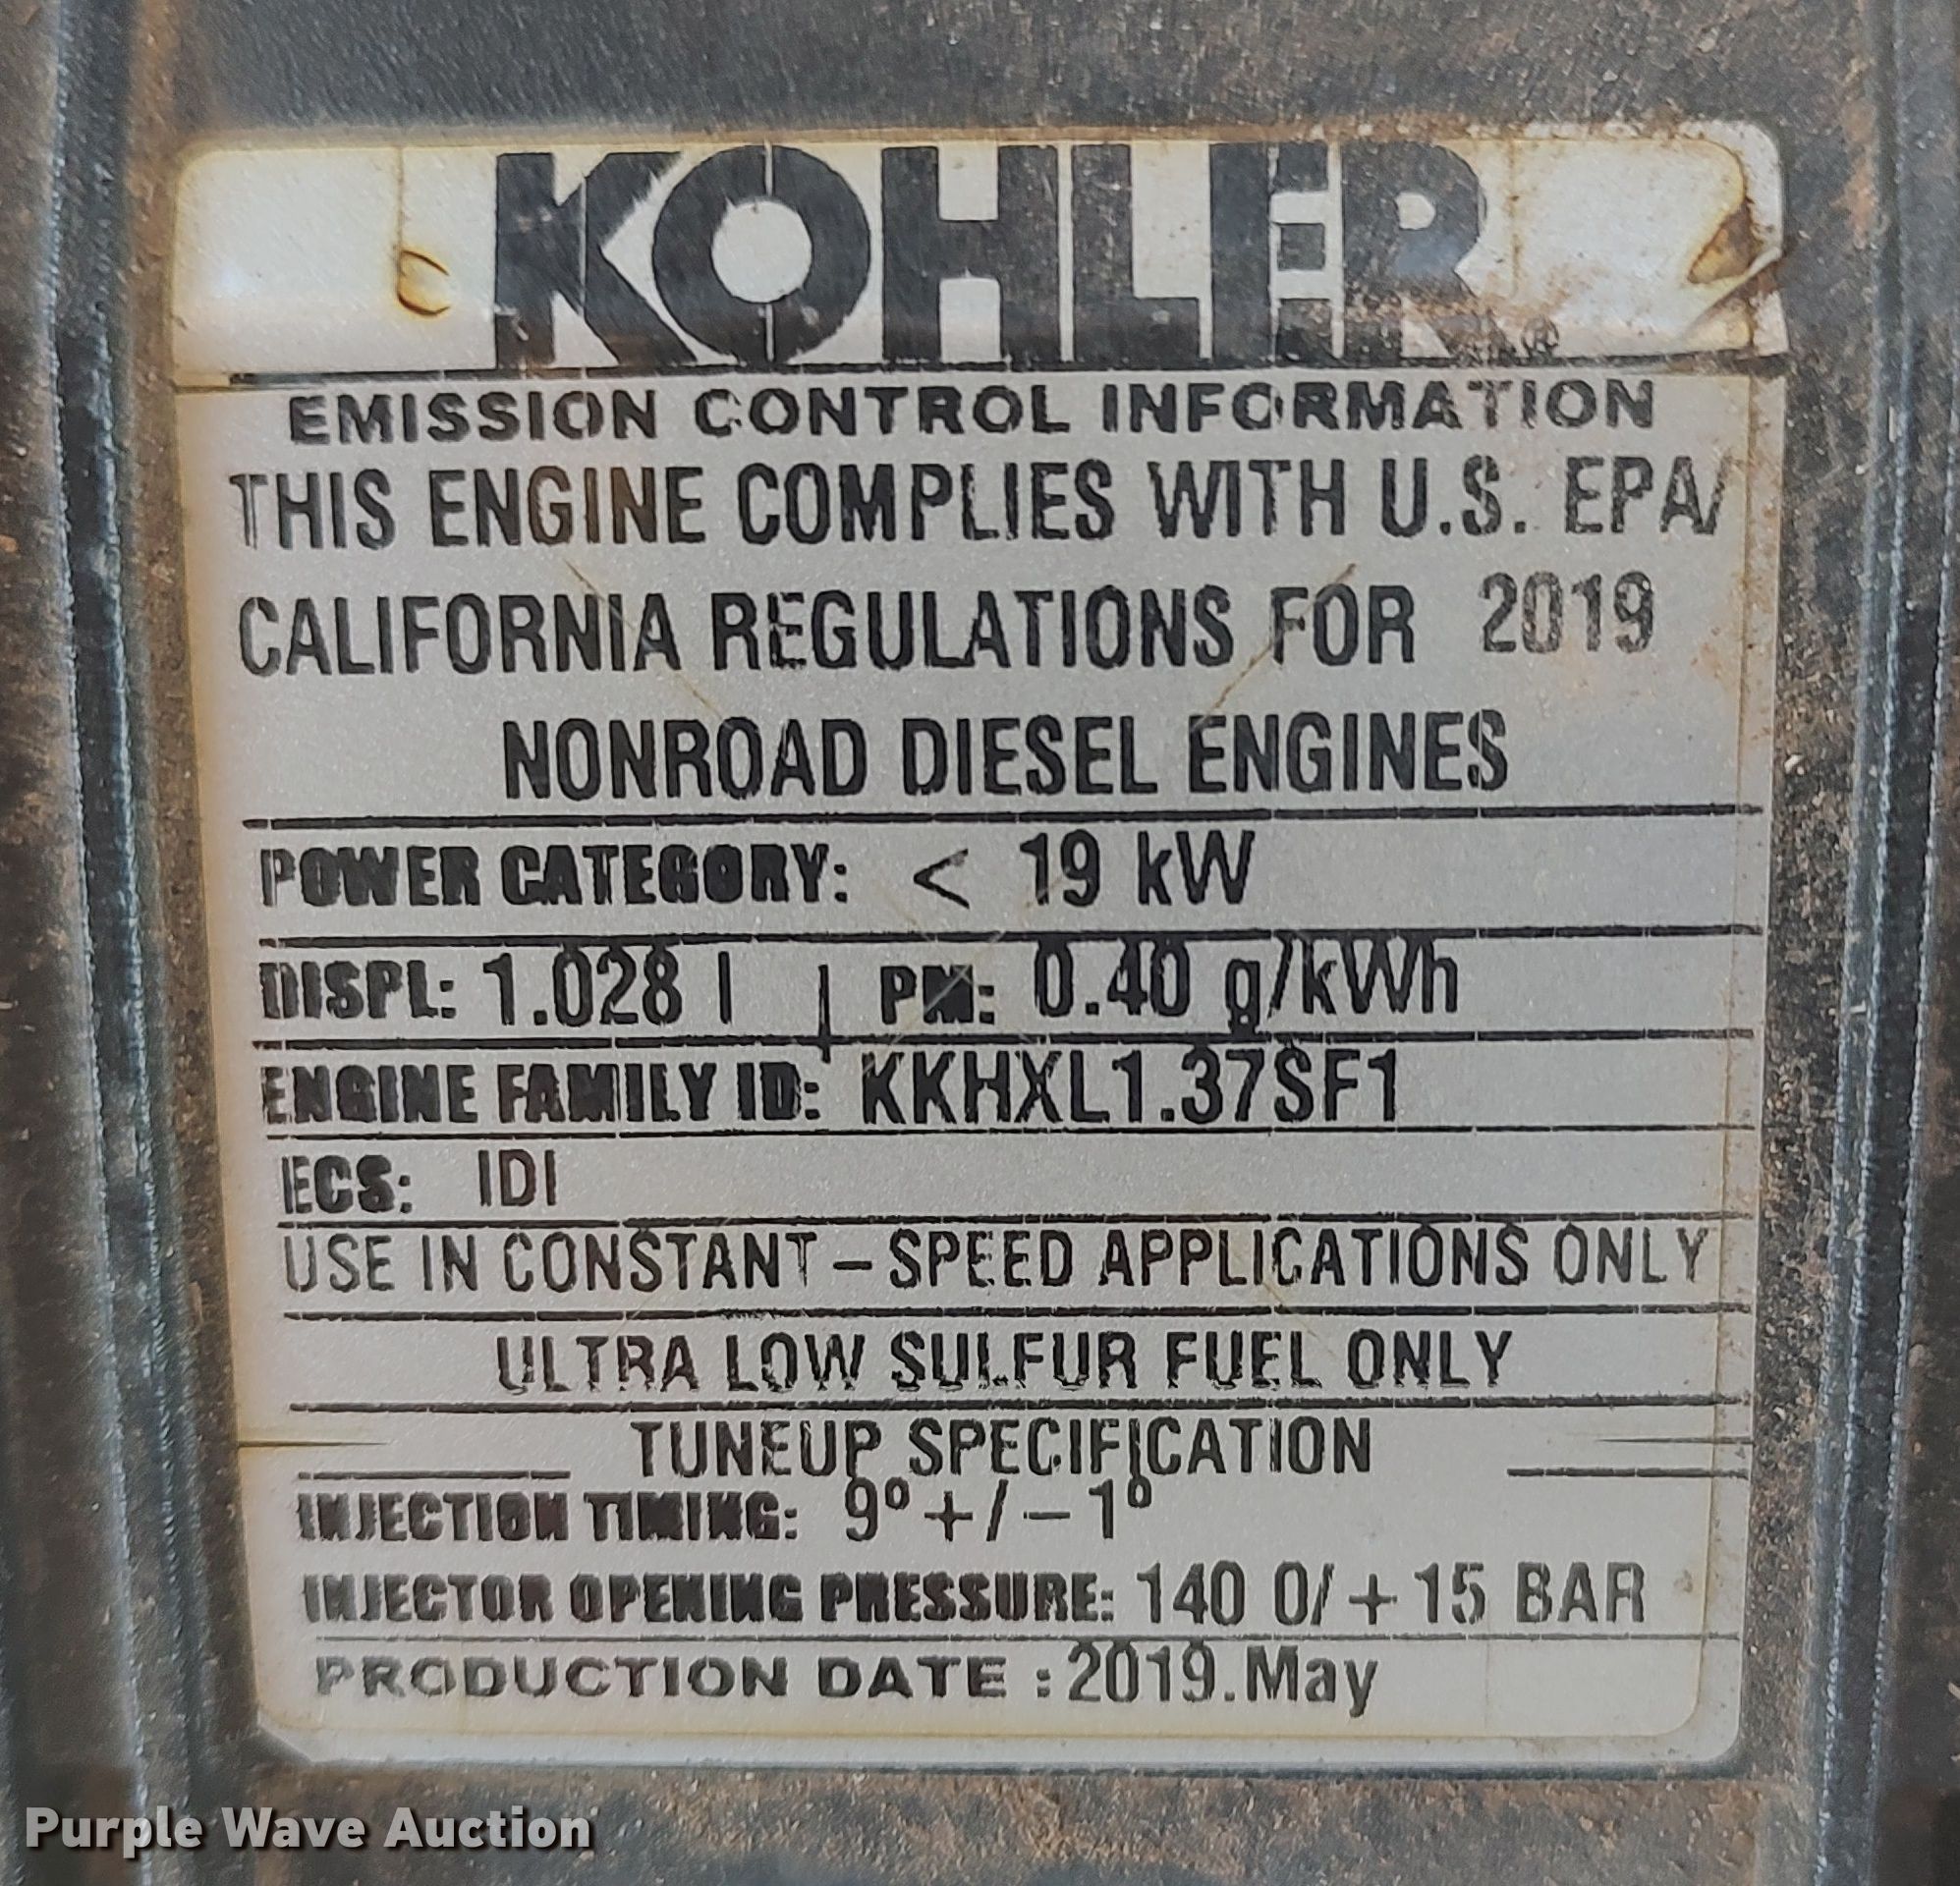 KOHLER®
EMISSION CONTROL INFORMATION
THIS ENGINE COMPLIES WITH U.S. EPA/
CALIFORNIA REGULATIONS FOR 2019
NONROAD DIESEL ENGINES
POWER CATEGORY: < 19 kW
DISPL: 1.028 l | PM: 0.40 g/kWh
ENGINE FAMILY ID: KKHXL1.37SF1
ECS: IDI
USE IN CONSTANT – SPEED APPLICATIONS ONLY
ULTRA LOW SULFUR FUEL ONLY
TUNEUP SPECIFICATION
INJECTION TIMING: 9º +/– 1º
INJECTOR OPENING PRESSURE: 140 0/ + 15 BAR
PRODUCTION DATE : 2019.May
Purple Wave Auction